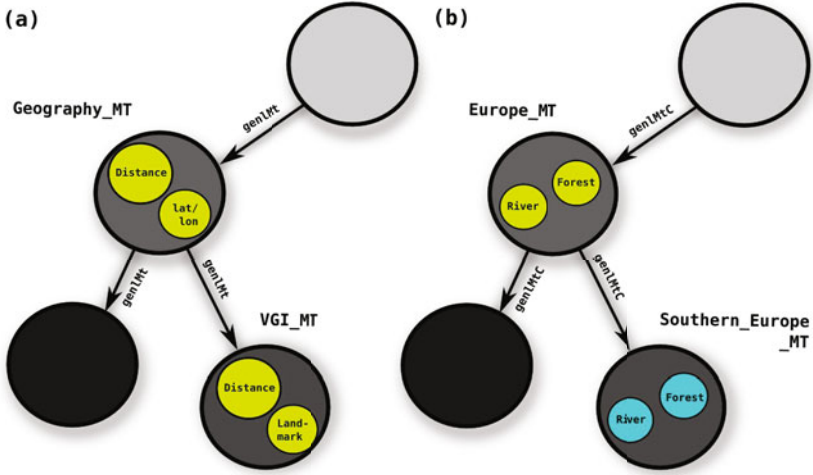 (a)
Geography_MT
genlMt
Distance
lat/
lon
genlMt
genlMt
VGI_MT
Distance
Land-
mark
(b)
Europe_MT
genlMtC
Forest
River
genlMtC
genlMtC
Southern_Europe
_MT
Forest
River